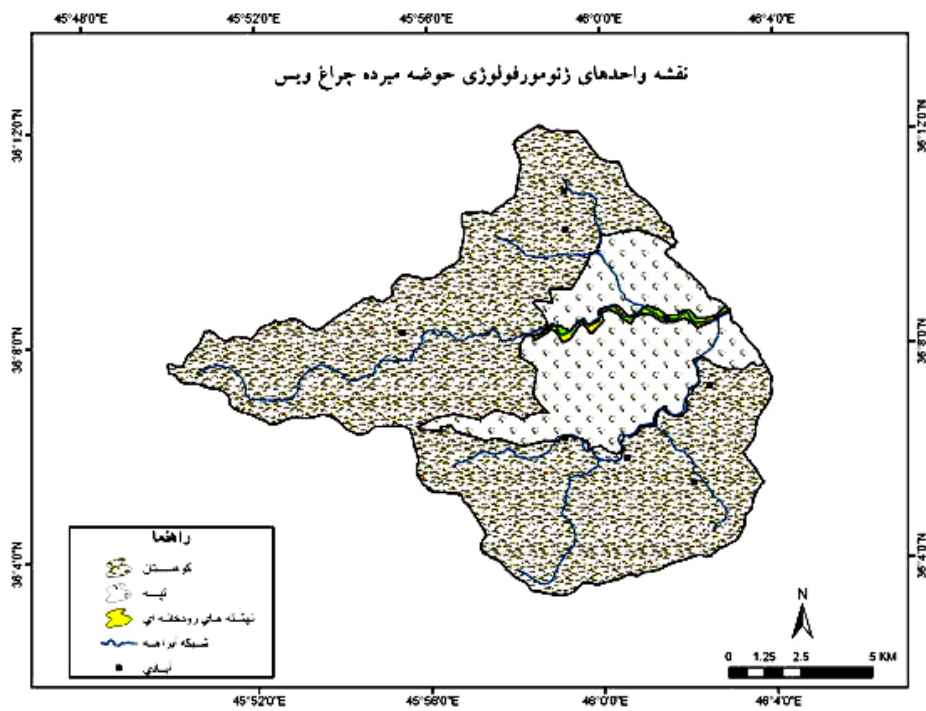 45°48'0"E 45°52'0"E 45°56'0"E 46°0'0"E 46°4'0"E
نقشه واحدهای ژئومورفولوژی حوضه میرده چراغ ویس
36°12'0"N 36°12'0"N
36°8'0"N 36°8'0"N
36°4'0"N 36°4'0"N
راهنما
کوهستان
تپه
نهشته های رودخانه ای
شبکه آبراهه
آبادی
N
0 1.25 2.5 5 KM
45°52'0"E 45°56'0"E 46°0'0"E 46°4'0"E